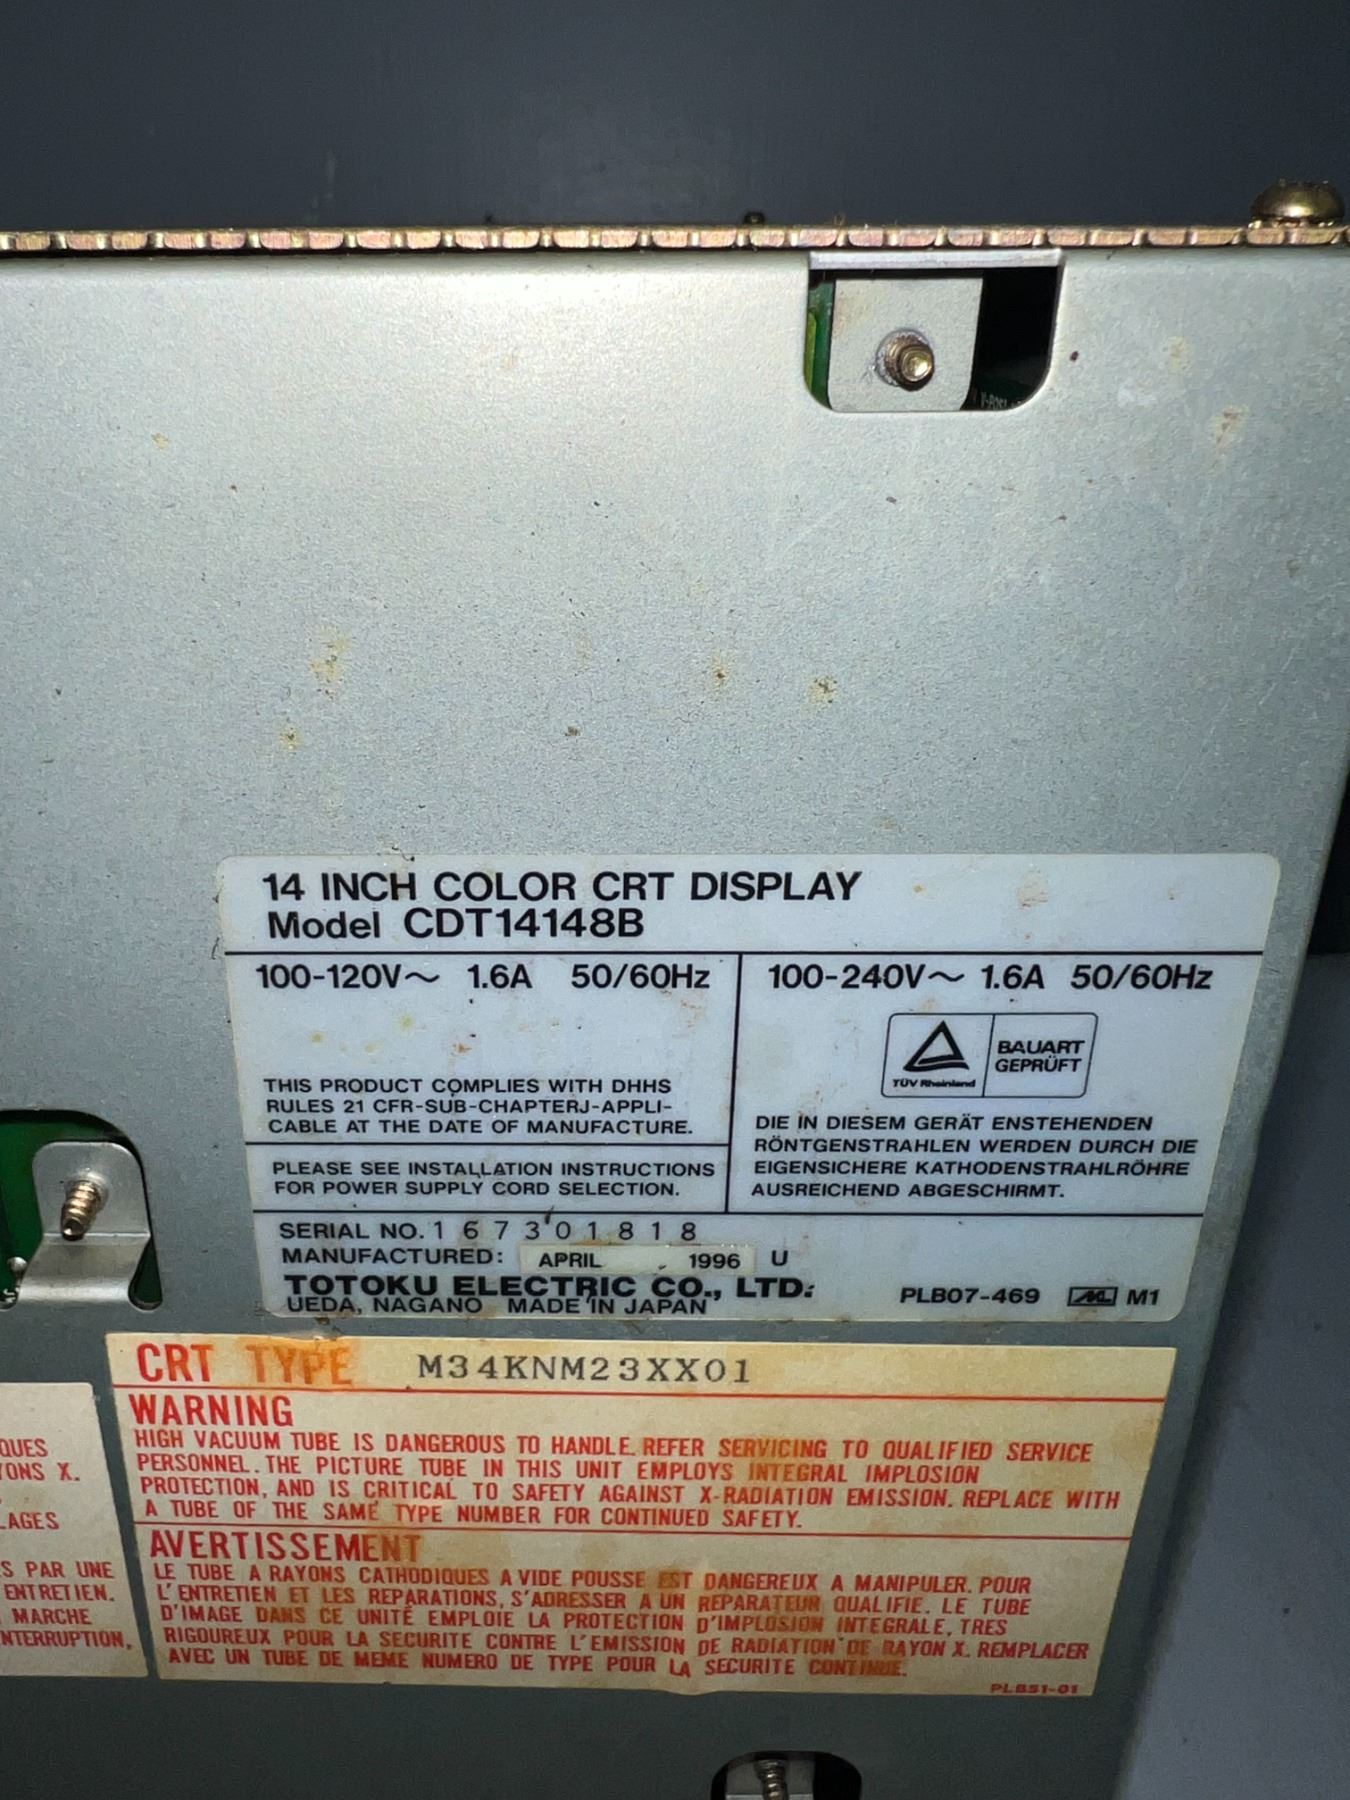 14 INCH COLOR CRT DISPLAY
Model CDT14148B
100-120V～ 1.6A 50/60Hz
THIS PRODUCT COMPLIES WITH DHHS
RULES 21 CFR-SUB-CHAPTERJ-APPLI-
CABLE AT THE DATE OF MANUFACTURE.
PLEASE SEE INSTALLATION INSTRUCTIONS
FOR POWER SUPPLY CORD SELECTION.
100-240V～ 1.6A 50/60Hz
TÜV Rheinland
BAUART
GEPRÜFT
DIE IN DIESEM GERÄT ENSTEHENDEN
RÖNTGENSTRAHLEN WERDEN DURCH DIE
EIGENSICHERE KATHODENSTRAHLRÖHRE
AUSREICHEND ABGESCHIRMT.
SERIAL NO. 1 6 7 3 0 1 8 1 8
MANUFACTURED: APRIL 1996 U
TOTOKU ELECTRIC CO., LTD.
UEDA, NAGANO MADE IN JAPAN
PLB07-469 M1
CRT TYPE M34KNM23XX01
WARNING
HIGH VACUUM TUBE IS DANGEROUS TO HANDLE. REFER SERVICING TO QUALIFIED SERVICE
PERSONNEL. THE PICTURE TUBE IN THIS UNIT EMPLOYS INTEGRAL IMPLOSION
PROTECTION, AND IS CRITICAL TO SAFETY AGAINST X-RADIATION EMISSION. REPLACE WITH
A TUBE OF THE SAME TYPE NUMBER FOR CONTINUED SAFETY.
AVERTISSEMENT
LE TUBE A RAYONS CATHODIQUES A VIDE POUSSE EST DANGEREUX A MANIPULER. POUR
L'ENTRETIEN ET LES REPARATIONS, S'ADRESSER A UN REPARATEUR QUALIFIE. LE TUBE
D'IMAGE DANS CE UNITÉ EMPLOIE LA PROTECTION D'IMPLOSION INTEGRALE, TRES
RIGOUREUX POUR LA SECURITE CONTRE L'EMISSION DE RADIATION DE RAYON X. REMPLACER
AVEC UN TUBE DE MEME NUMERO DE TYPE POUR LA SECURITE CONTINUE.
PLB51-01
QUES
YONS X.
LAGES
S PAR UNE
ENTRETIEN.
MARCHE
NTERRUPTION,